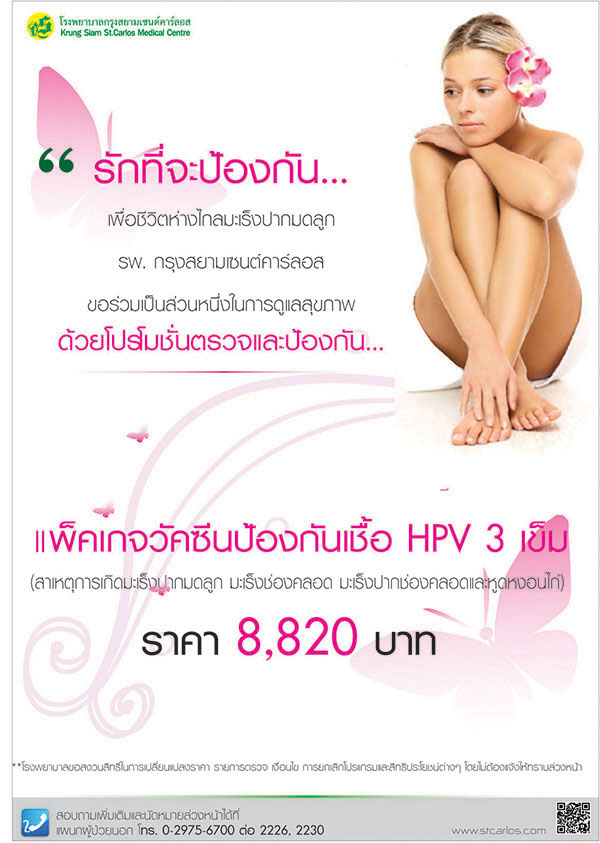 โรงพยาบาลกรุงสยามเซนต์คาร์ลอส
Krung Siam St.Carlos Medical Centre
“ รักที่จะป้องกัน...
เพื่อชีวิตห่างไกลมะเร็งปากมดลูก
รพ. กรุงสยามเซนต์คาร์ลอส
ขอร่วมเป็นส่วนหนึ่งในการดูแลสุขภาพ
ด้วยโปรโมชั่นตรวจและป้องกัน...
แพ็คเกจวัคซีนป้องกันเชื้อ HPV 3 เข็ม
(สาเหตุการเกิดมะเร็งปากมดลูก มะเร็งช่องคลอด มะเร็งปากช่องคลอดและหูดหงอนไก่)
ราคา 8,820 บาท
**โรงพยาบาลขอสงวนสิทธิ์ในการเปลี่ยนแปลงราคา รายการตรวจ เงื่อนไข การยกเลิกโปรแกรมและสิทธิประโยชน์ต่างๆ โดยไม่ต้องแจ้งให้ทราบล่วงหน้า
สอบถามเพิ่มเติมและนัดหมายล่วงหน้าได้ที่
แผนกผู้ป่วยนอก โทร. 0-2975-6700 ต่อ 2226, 2230
www.stcarlos.com